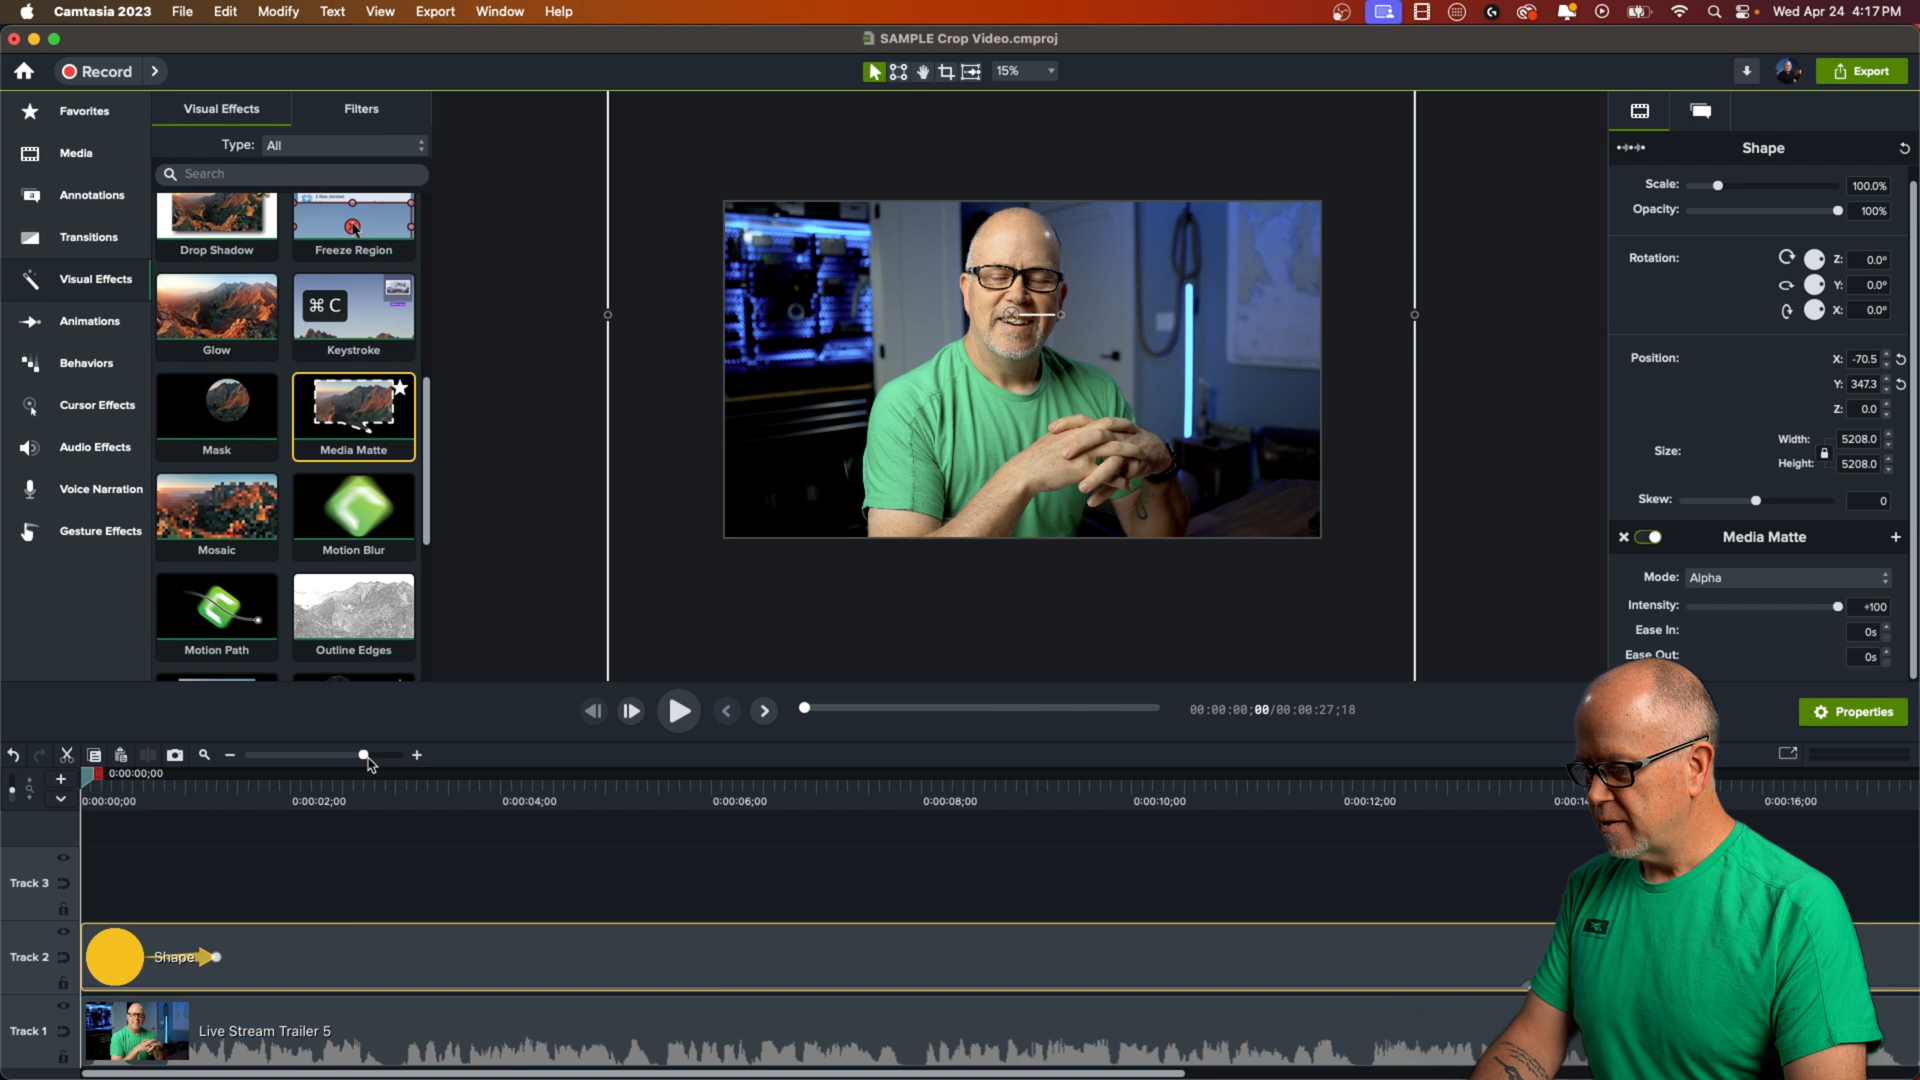 Camtasia 2023 File Edit Modify Text View Export Window Help Wed Apr 24 4:17 PM
SAMPLE Crop Video.cmproj
Record 15% Export
Favorites
Media
Annotations
Transitions
Visual Effects
Animations
Behaviors
Cursor Effects
Audio Effects
Voice Narration
Gesture Effects
Visual Effects Filters
Type: All
Search
Drop Shadow Freeze Region
⌘ C
Glow Keystroke
Mask Media Matte
Mosaic Motion Blur
Motion Path Outline Edges
Shape
Scale: 100.0%
Opacity: 100%
Rotation: Z: 0.0º
Y: 0.0º
X: 0.0º
Position: X: -70.5
Y: 347.3
Z: 0.0
Size: Width: 5208.0
Height: 5208.0
Skew: 0
Media Matte
Mode: Alpha
Intensity: +100
Ease In: 0s
Ease Out: 0s
00:00:00;00/00:00:27;18
Properties
0:00:00;00
0:00:00;00 0:00:02;00 0:00:04;00 0:00:06;00 0:00:08;00 0:00:10;00 0:00:12;00 0:00:16;00
Track 3
Track 2 Shape
Track 1 Live Stream Trailer 5